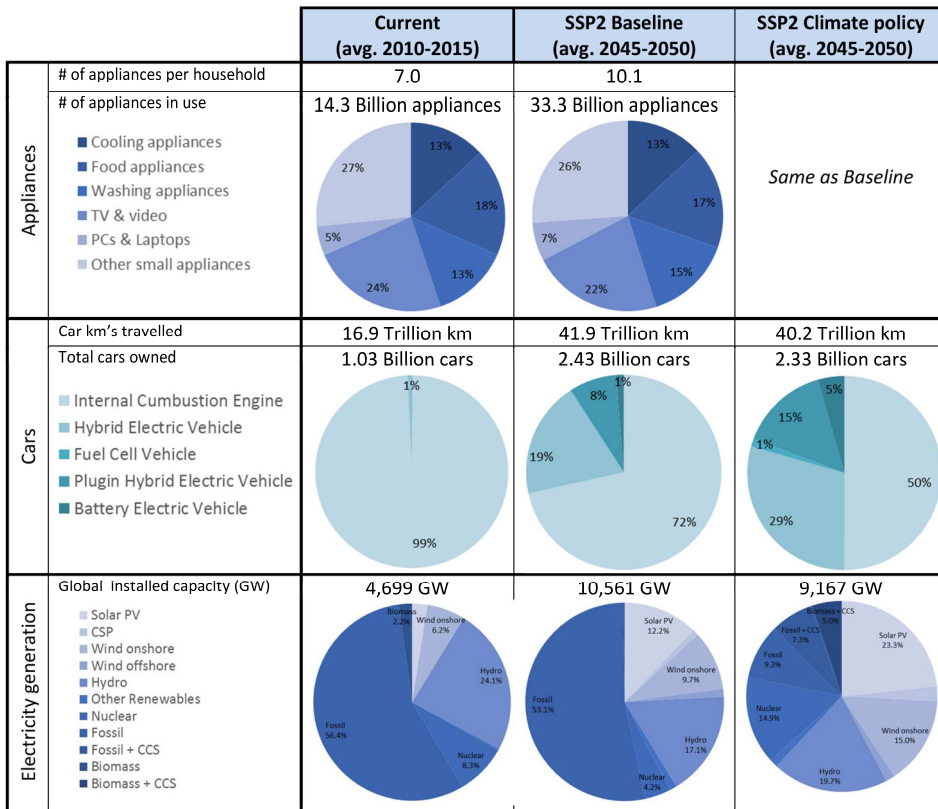 Current
(avg. 2010-2015)
SSP2 Baseline
(avg. 2045-2050)
SSP2 Climate policy
(avg. 2045-2050)
Appliances
# of appliances per household
7.0
10.1
# of appliances in use
14.3 Billion appliances
33.3 Billion appliances
Same as Baseline
Cooling appliances
Food appliances
Washing appliances
TV & video
PCs & Laptops
Other small appliances
13%
18%
13%
24%
5%
27%
13%
17%
15%
22%
7%
26%
Cars
Car km's travelled
16.9 Trillion km
41.9 Trillion km
40.2 Trillion km
Total cars owned
1.03 Billion cars
2.43 Billion cars
2.33 Billion cars
Internal Cumbustion Engine
Hybrid Electric Vehicle
Fuel Cell Vehicle
Plugin Hybrid Electric Vehicle
Battery Electric Vehicle
1%
99%
1%
8%
19%
72%
5%
15%
1%
29%
50%
Electricity generation
Global installed capacity (GW)
4,699 GW
10,561 GW
9,167 GW
Solar PV
CSP
Wind onshore
Wind offshore
Hydro
Other Renewables
Nuclear
Fossil
Fossil + CCS
Biomass
Biomass + CCS
Biomass
2.2%
Wind onshore
6.2%
Hydro
24.1%
Nuclear
8.3%
Fossil
56.4%
Solar PV
12.2%
Wind onshore
9.7%
Hydro
17.1%
Nuclear
4.2%
Fossil
53.1%
Biomass + CCS
5.0%
Fossil + CCS
7.3%
Fossil
9.3%
Nuclear
14.9%
Hydro
19.7%
Wind onshore
15.0%
Solar PV
23.3%